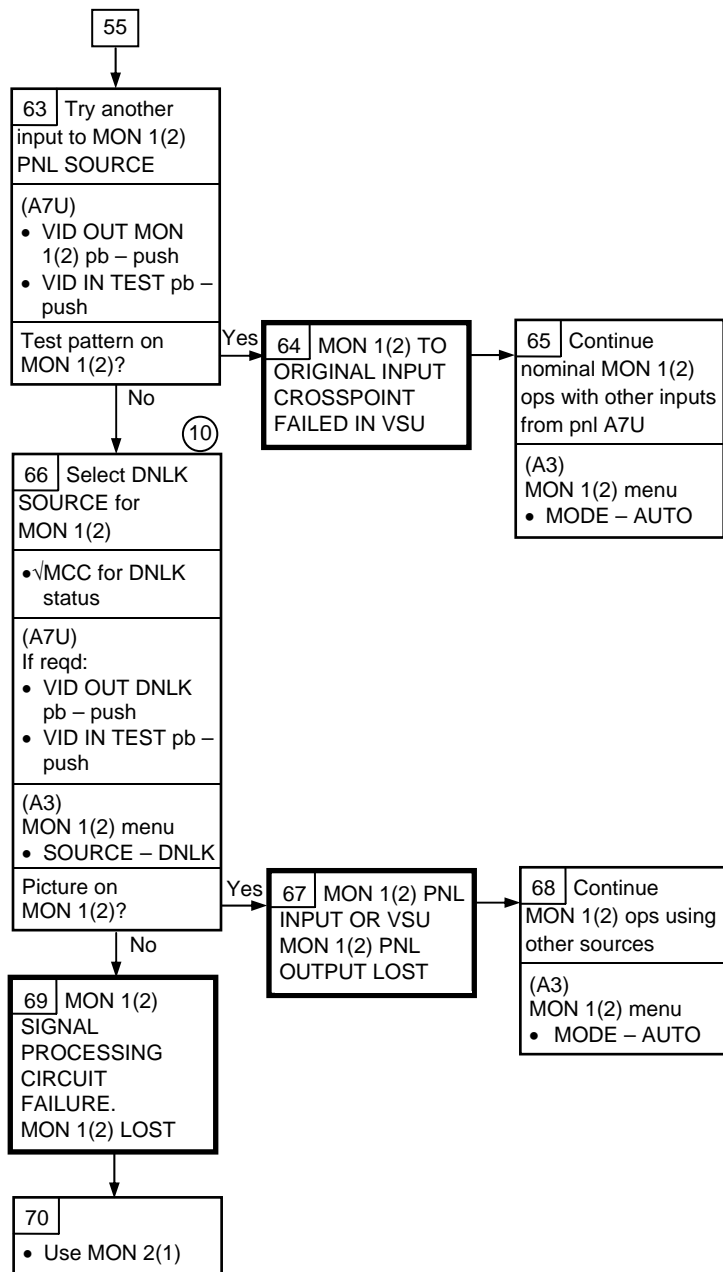 55
63 Try another
input to MON 1(2)
PNL SOURCE
(A7U)
• VID OUT MON
1(2) pb – push
• VID IN TEST pb –
push
Test pattern on
MON 1(2)?
Yes
No
64 MON 1(2) TO
ORIGINAL INPUT
CROSSPOINT
FAILED IN VSU
65 Continue
nominal MON 1(2)
ops with other inputs
from pnl A7U
(A3)
MON 1(2) menu
• MODE – AUTO
10
66 Select DNLK
SOURCE for
MON 1(2)
•√MCC for DNLK
status
(A7U)
If reqd:
• VID OUT DNLK
pb – push
• VID IN TEST pb –
push
(A3)
MON 1(2) menu
• SOURCE – DNLK
Picture on
MON 1(2)?
Yes
No
67 MON 1(2) PNL
INPUT OR VSU
MON 1(2) PNL
OUTPUT LOST
68 Continue
MON 1(2) ops using
other sources
(A3)
MON 1(2) menu
• MODE – AUTO
69 MON 1(2)
SIGNAL
PROCESSING
CIRCUIT
FAILURE.
MON 1(2) LOST
70
• Use MON 2(1)